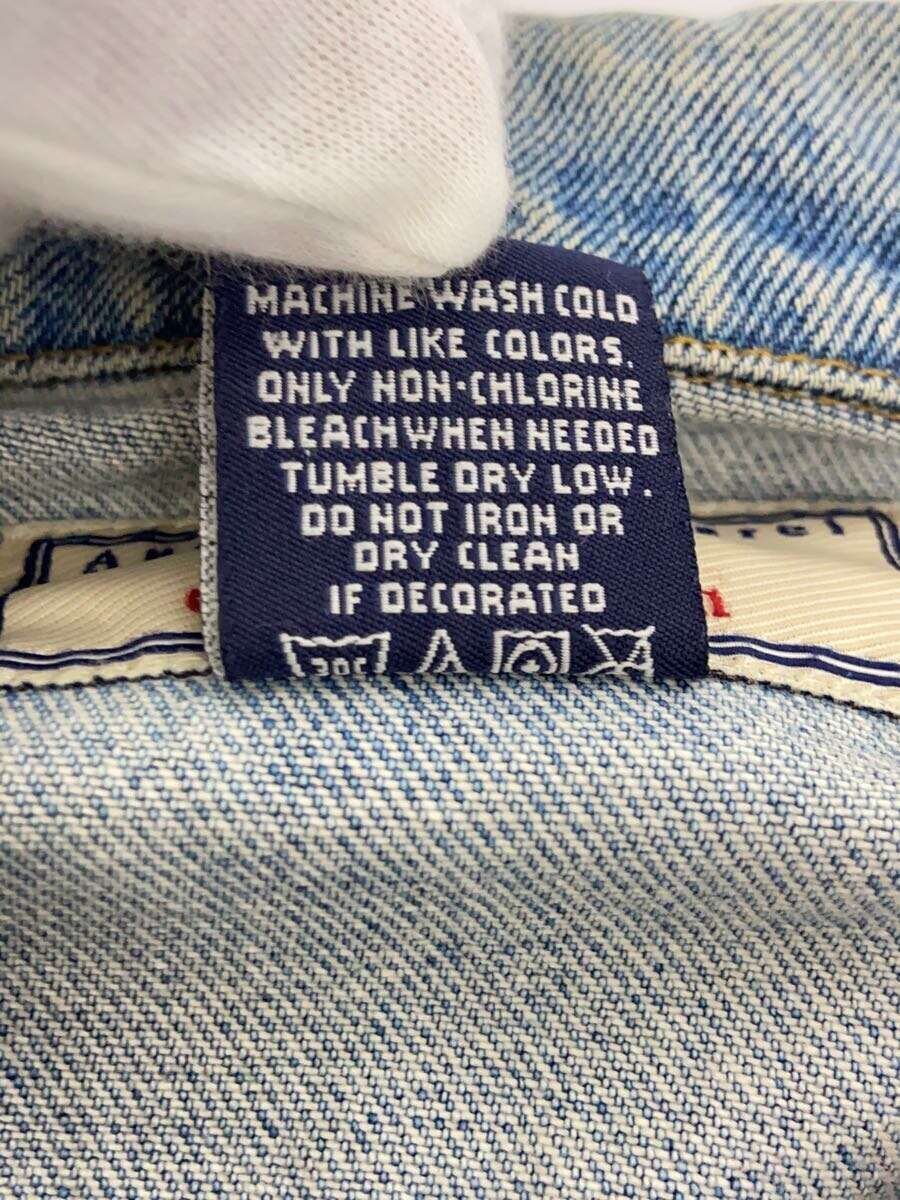 MACHINE WASH COLD
WITH LIKE COLORS.
ONLY NON-CHLORINE
BLEACH WHEN NEEDED
TUMBLE DRY LOW.
DO NOT IRON OR
DRY CLEAN
IF DECORATED
30C